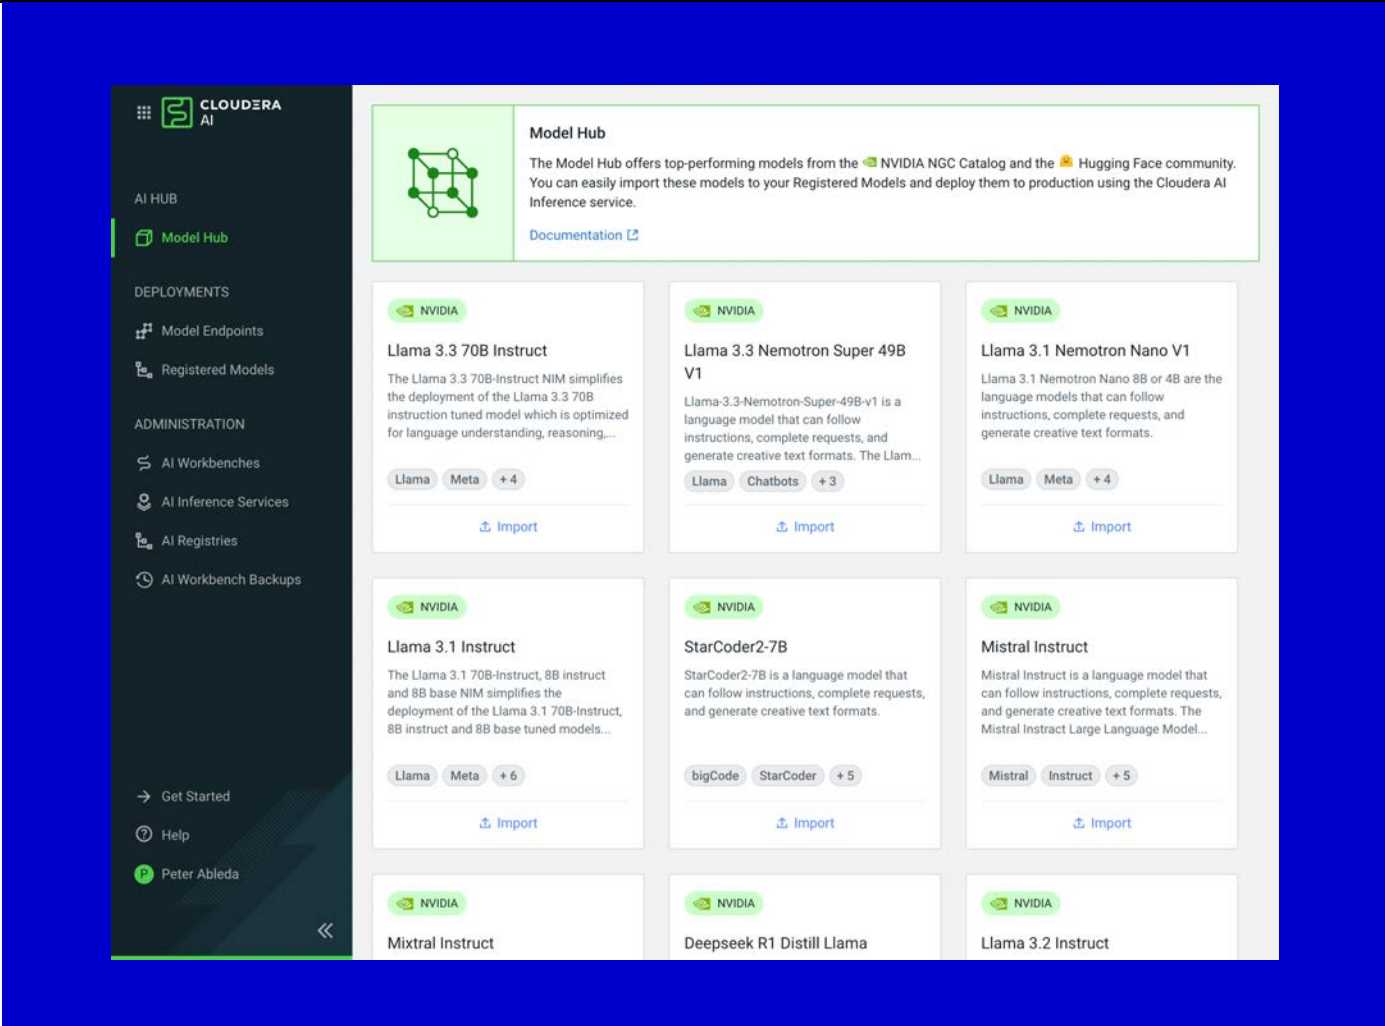 CLOUDERA
AI
AI HUB
Model Hub
DEPLOYMENTS
Model Endpoints
Registered Models
ADMINISTRATION
AI Workbenches
AI Inference Services
AI Registries
AI Workbench Backups
Get Started
Help
P Peter Ableda
Model Hub
The Model Hub offers top-performing models from the NVIDIA NGC Catalog and the Hugging Face community.
You can easily import these models to your Registered Models and deploy them to production using the Cloudera AI
Inference service.
Documentation
NVIDIA
Llama 3.3 70B Instruct
The Llama 3.3 70B-Instruct NIM simplifies
the deployment of the Llama 3.3 70B
instruction tuned model which is optimized
for language understanding, reasoning,...
Llama Meta + 4
Import
NVIDIA
Llama 3.3 Nemotron Super 49B
V1
Llama-3.3-Nemotron-Super-49B-v1 is a
language model that can follow
instructions, complete requests, and
generate creative text formats. The Llam...
Llama Chatbots + 3
Import
NVIDIA
Llama 3.1 Nemotron Nano V1
Llama 3.1 Nemotron Nano 8B or 4B are the
language models that can follow
instructions, complete requests, and
generate creative text formats.
Llama Meta + 4
Import
NVIDIA
Llama 3.1 Instruct
The Llama 3.1 70B-Instruct, 8B instruct
and 8B base NIM simplifies the
deployment of the Llama 3.1 70B-Instruct,
8B instruct and 8B base tuned models...
Llama Meta + 6
Import
NVIDIA
StarCoder2-7B
StarCoder2-7B is a language model that
can follow instructions, complete requests,
and generate creative text formats.
bigCode StarCoder + 5
Import
NVIDIA
Mistral Instruct
Mistral Instruct is a language model that
can follow instructions, complete requests,
and generate creative text formats. The
Mistral Instract Large Language Model...
Mistral Instruct + 5
Import
NVIDIA
Mixtral Instruct
NVIDIA
Deepseek R1 Distill Llama
NVIDIA
Llama 3.2 Instruct